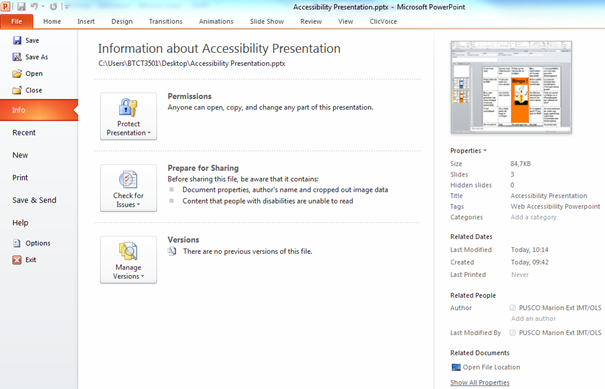 Accessibility Presentation.pptx - Microsoft PowerPoint
File Home Insert Design Transitions Animations Slide Show Review View ClicVoice
Save
Save As
Open
Close
Info
Recent
New
Print
Save & Send
Help
Options
Exit
Information about Accessibility Presentation
C:\Users\BTCT3501\Desktop\Accessibility Presentation.pptx
Protect
Presentation
Permissions
Anyone can open, copy, and change any part of this presentation.
Check for
Issues
Prepare for Sharing
Before sharing this file, be aware that it contains:
Document properties, author's name and cropped out image data
Content that people with disabilities are unable to read
Manage
Versions
Versions
There are no previous versions of this file.
Properties
Size 84,7KB
Slides 3
Hidden slides 0
Title Accessibility Presentation
Tags Web Accessibility Powerpoint
Categories Add a category
Related Dates
Last Modified Today, 10:14
Created Today, 09:42
Last Printed Never
Related People
Author PUSCO Marion Ext IMT/OLS
Add an author
Last Modified By PUSCO Marion Ext IMT/OLS
Related Documents
Open File Location
Show All Properties